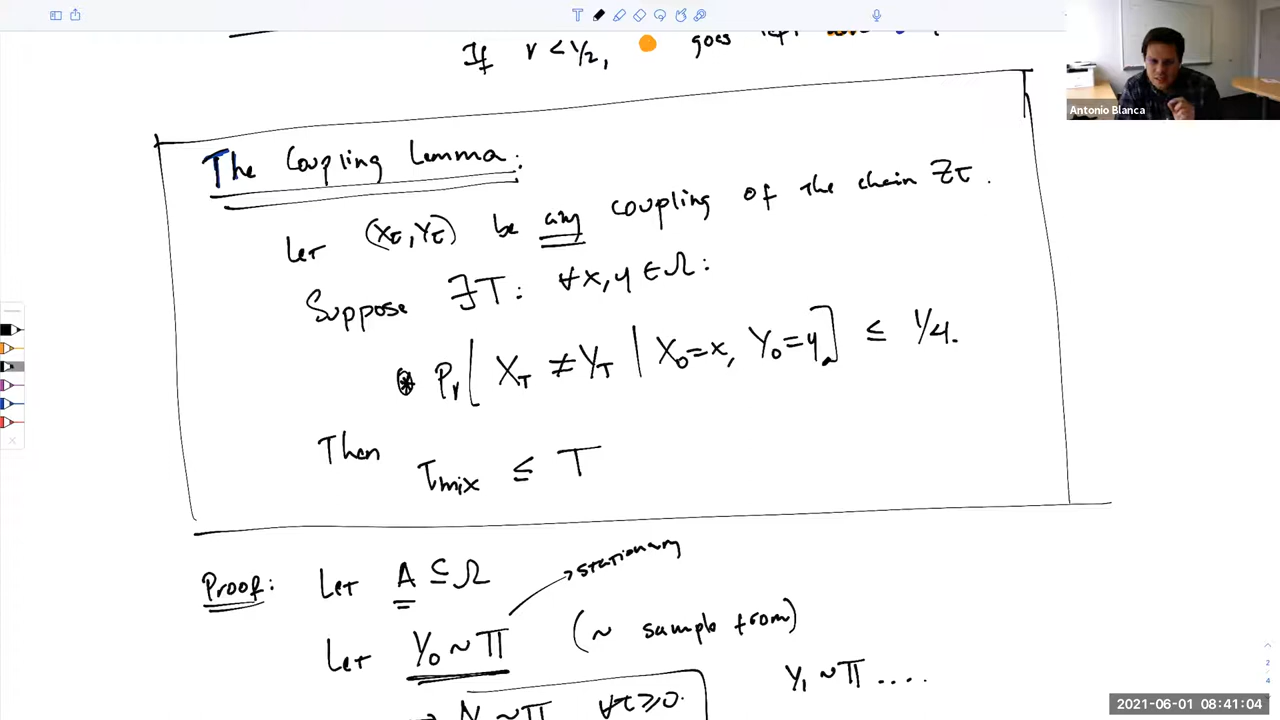 If r < 1/2, goes left
Antonio Blanca
The Coupling Lemma:
Let (Xt, Yt) be any coupling of the chain Zt.
Suppose ∃T: ∀x, y ∈ Ω:
⊛ Pr[ XT ≠ YT | X0=x, Y0=y ] ≤ 1/4.
Then τmix ≤ T
Proof: Let A ⊆ Ω
→ stationary
Let Y0 ~ π (~ sample from)
Y1 ~ π ....
~ π ∀t ≥ 0.
2021-06-01 08:41:04